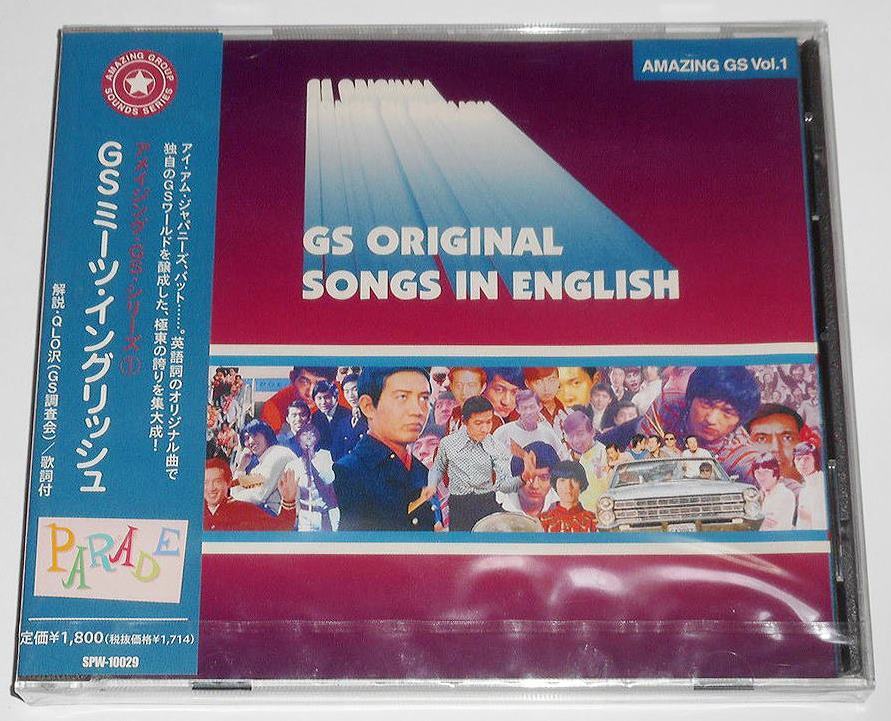 AMAZING GROUP
SOUNDS SERIES
アメイジング・GS・シリーズ①
GSミーツ・イングリッシュ
アイ・アム・ジャパニーズ、バット……。英語詞のオリジナル曲で
独自のGSワールドを醸成した、極東の誇りを集大成!
解説・QLO沢(GS調査会)/歌詞付
PARADE
定価¥1,800(税抜価格¥1,714)
SPW-10029
AMAZING GS Vol.1
GS ORIGINAL
SONGS IN ENGLISH